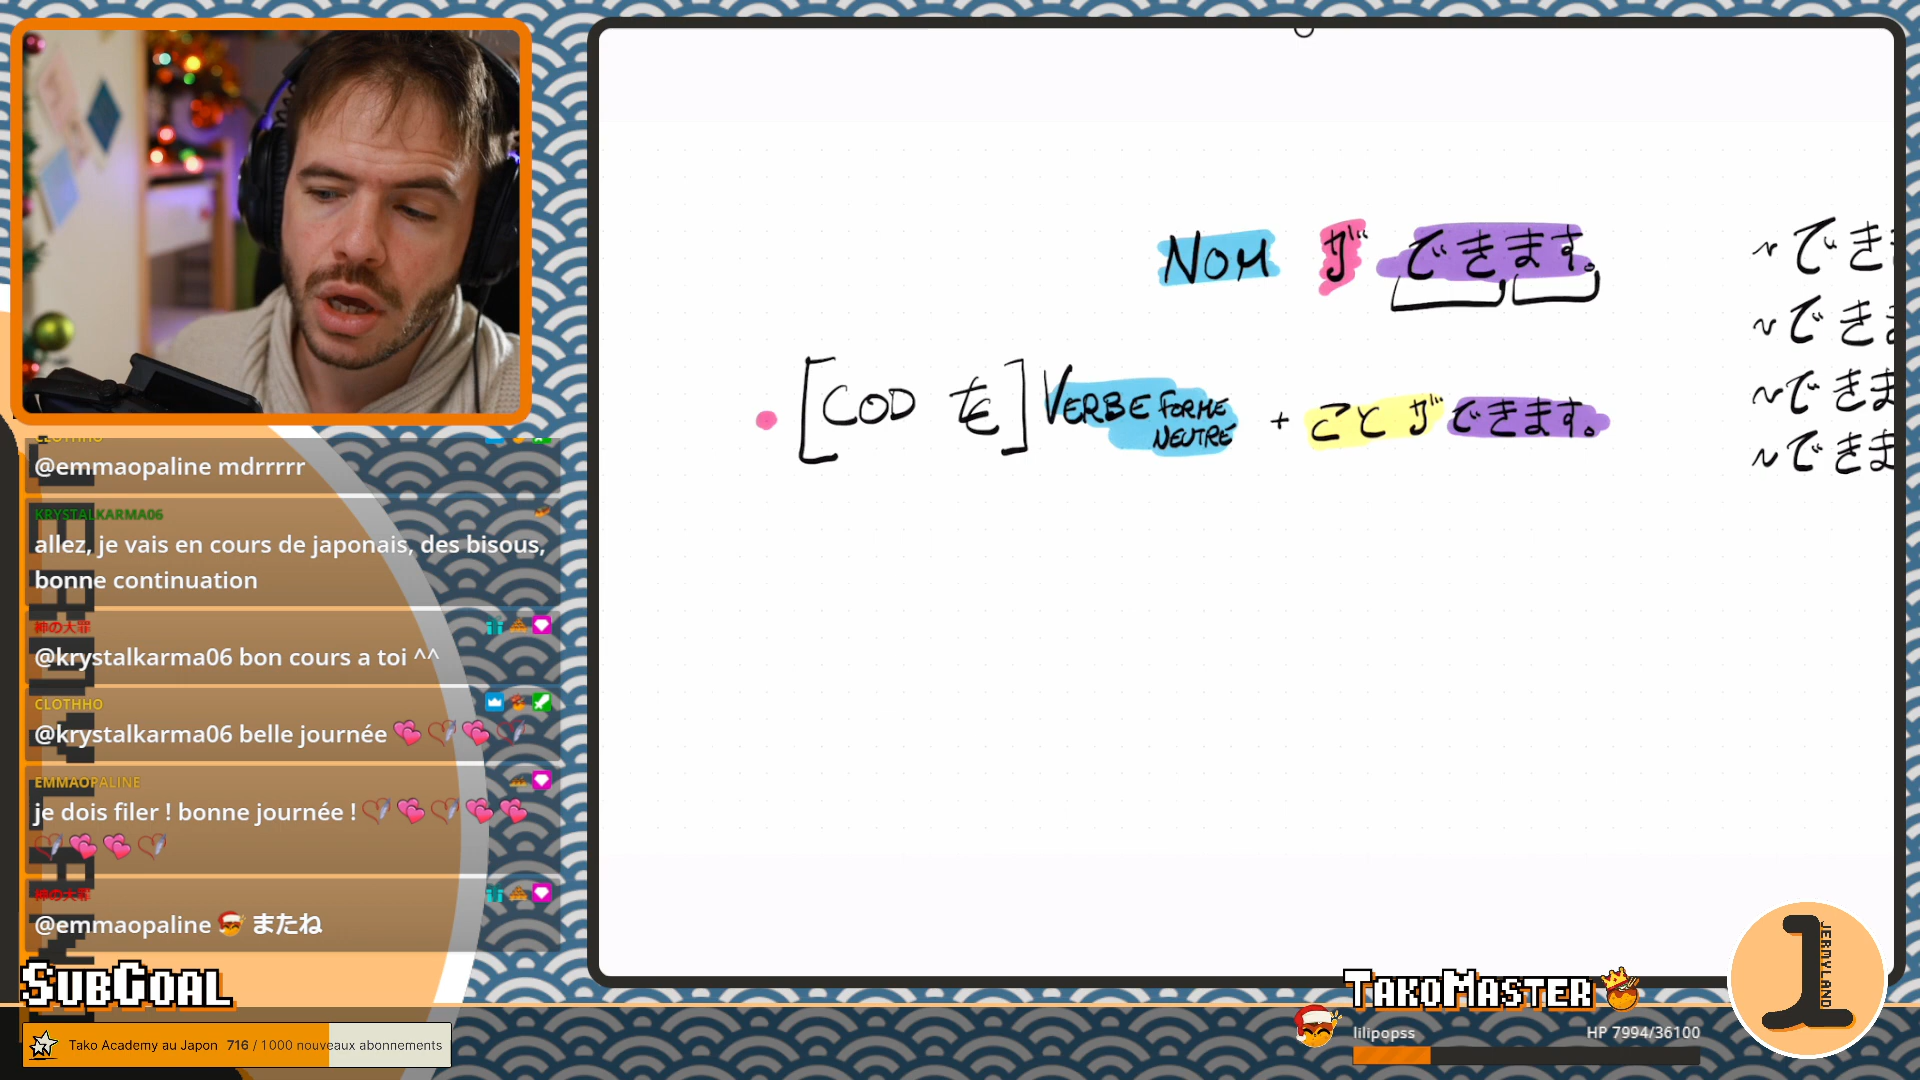 Nom が できます。
[COD を] Verbe forme
neutre + こと ができます。
~でき
~できま
~できま
~できま
@emmaopaline mdrrrrr
KRYSTALKARMA06
allez, je vais en cours de japonais, des bisous,
bonne continuation
神の大罪
@krystalkarma06 bon cours a toi ^^
CLOTHHO
@krystalkarma06 belle journée
EMMAOPALINE
je dois filer ! bonne journée !
神の大罪
@emmaopaline またね
SubGoal
Tako Academy au Japon 716 / 1000 nouveaux abonnements
TakoMaster
lilipopss HP 7994/36100
JERMYLAND